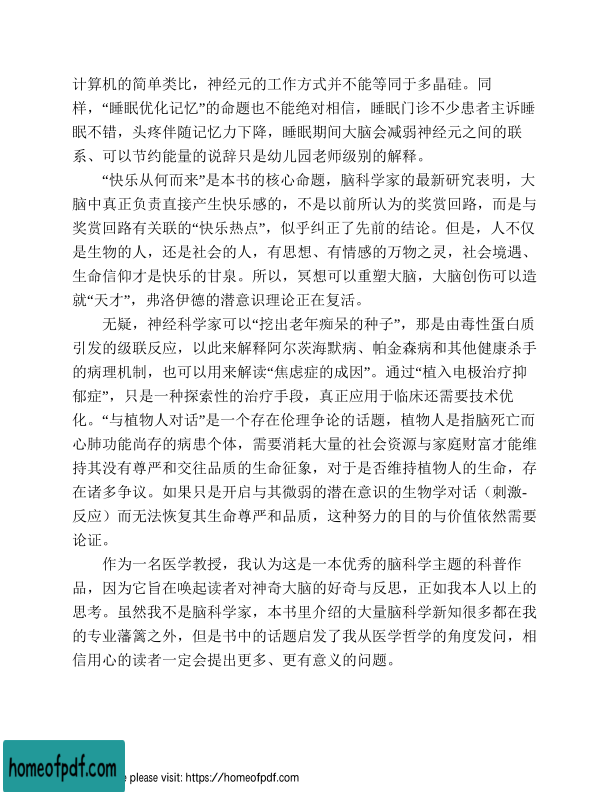 计算机的简单类比，神经元的工作方式并不能等同于多晶硅。同
样，“睡眠优化记忆”的命题也不能绝对相信，睡眠门诊不少患者主诉睡
眠不错，头疼伴随记忆力下降，睡眠期间大脑会减弱神经元之间的联
系、可以节约能量的说辞只是幼儿园老师级别的解释。
“快乐从何而来”是本书的核心命题，脑科学家的最新研究表明，大
脑中真正负责直接产生快乐感的，不是以前所认为的奖赏回路，而是与
奖赏回路有关联的“快乐热点”，似乎纠正了先前的结论。但是，人不仅
是生物的人，还是社会的人，有思想、有情感的万物之灵，社会境遇、
生命信仰才是快乐的甘泉。所以，冥想可以重塑大脑，大脑创伤可以造
就“天才”，弗洛伊德的潜意识理论正在复活。
无疑，神经科学家可以“挖出老年痴呆的种子”，那是由毒性蛋白质
引发的级联反应，以此来解释阿尔茨海默病、帕金森病和其他健康杀手
的病理机制，也可以用来解读“焦虑症的成因”。通过“植入电极治疗抑
郁症”，只是一种探索性的治疗手段，真正应用于临床还需要技术优
化。“与植物人对话”是一个存在伦理争论的话题，植物人是指脑死亡而
心肺功能尚存的病患个体，需要消耗大量的社会资源与家庭财富才能维
持其没有尊严和交往品质的生命征象，对于是否维持植物人的生命，存
在诸多争议。如果只是开启与其微弱的潜在意识的生物学对话（刺激-
反应）而无法恢复其生命尊严和品质，这种努力的目的与价值依然需要
论证。
作为一名医学教授，我认为这是一本优秀的脑科学主题的科普作
品，因为它旨在唤起读者对神奇大脑的好奇与反思，正如我本人以上的
思考。虽然我不是脑科学家，本书里介绍的大量脑科学新知很多都在我
的专业藩篱之外，但是书中的话题启发了我从医学哲学的角度发问，相
信用心的读者一定会提出更多、更有意义的问题。
homeofpdf.com
e please visit: https://homeofpdf.com